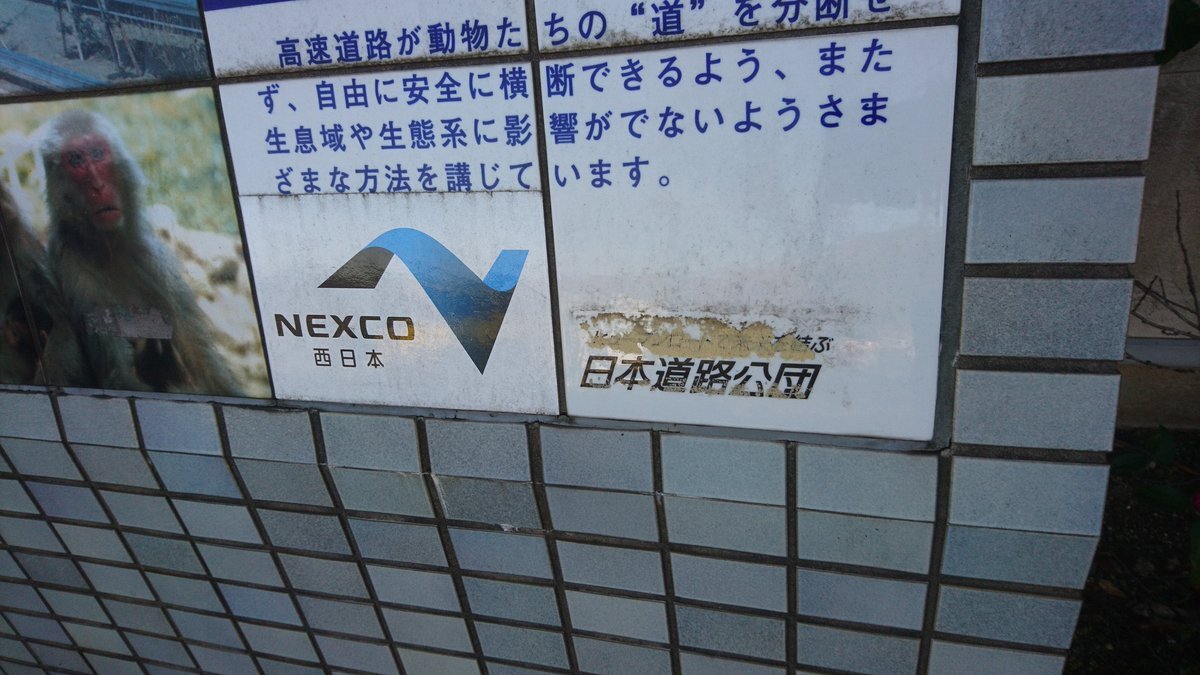 高速道路が動物たちの“道”を分断せ
ず、自由に安全に横断できるよう、また
生息域や生態系に影響がでないようさま
ざまな方法を講じています。
NEXCO
西日本
結ぶ
日本道路公団